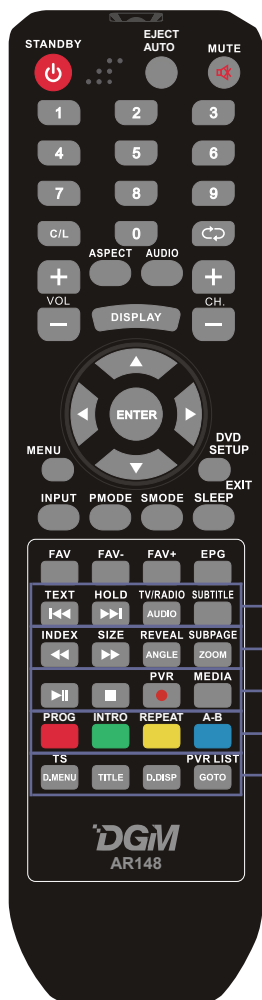 STANDBY EJECT AUTO MUTE
1 2 3
4 5 6
7 8 9
C/L 0
ASPECT AUDIO
VOL CH.
DISPLAY
ENTER
MENU DVD SETUP
EXIT
INPUT PMODE SMODE SLEEP
FAV FAV- FAV+ EPG
TEXT HOLD TV/RADIO SUBTITLE
AUDIO
INDEX SIZE REVEAL SUBPAGE
ANGLE ZOOM
PVR MEDIA
PROG INTRO REPEAT A-B
TS PVR LIST
D.MENU TITLE D.DISP GOTO
DGM
AR148